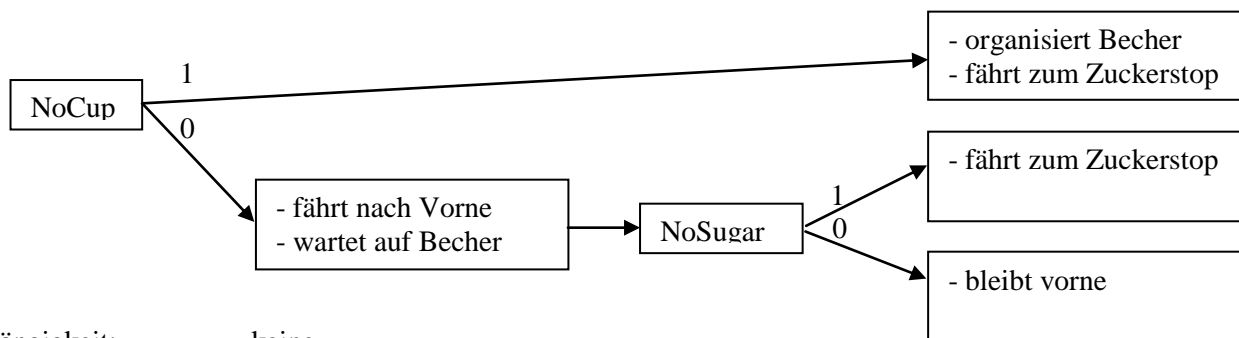 - organisiert Becher
- fährt zum Zuckerstop
1
NoCup
0
- fährt zum Zuckerstop
- fährt nach Vorne
- wartet auf Becher
1
NoSugar
0
- bleibt vorne
keine